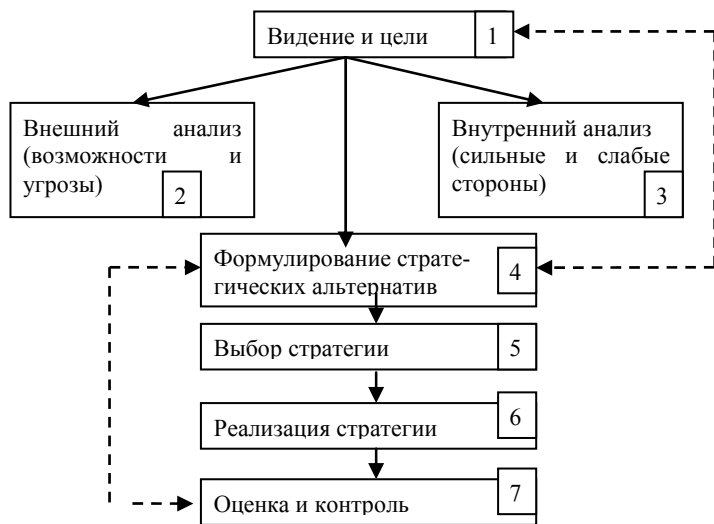 Видение и цели
1
Внешний анализ
(возможности и
угрозы)
2
Внутренний анализ
(сильные и слабые
стороны)
3
Формулирование страте-
гических альтернатив
4
Выбор стратегии
5
Реализация стратегии
6
Оценка и контроль
7